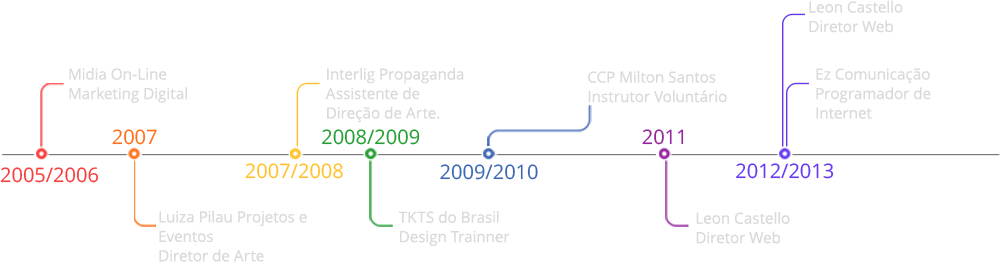 Leon Castello
Diretor Web
Midia On-Line
Marketing Digital
Interlig Propaganda
Assistente de
Direção de Arte.
CCP Milton Santos
Instrutor Voluntário
Ez Comunicação
Programador de
Internet
2007
2008/2009
2011
2005/2006
2007/2008
2009/2010
2012/2013
Luiza Pilau Projetos e
Eventos
Diretor de Arte
TKTS do Brasil
Design Trainner
Leon Castello
Diretor Web